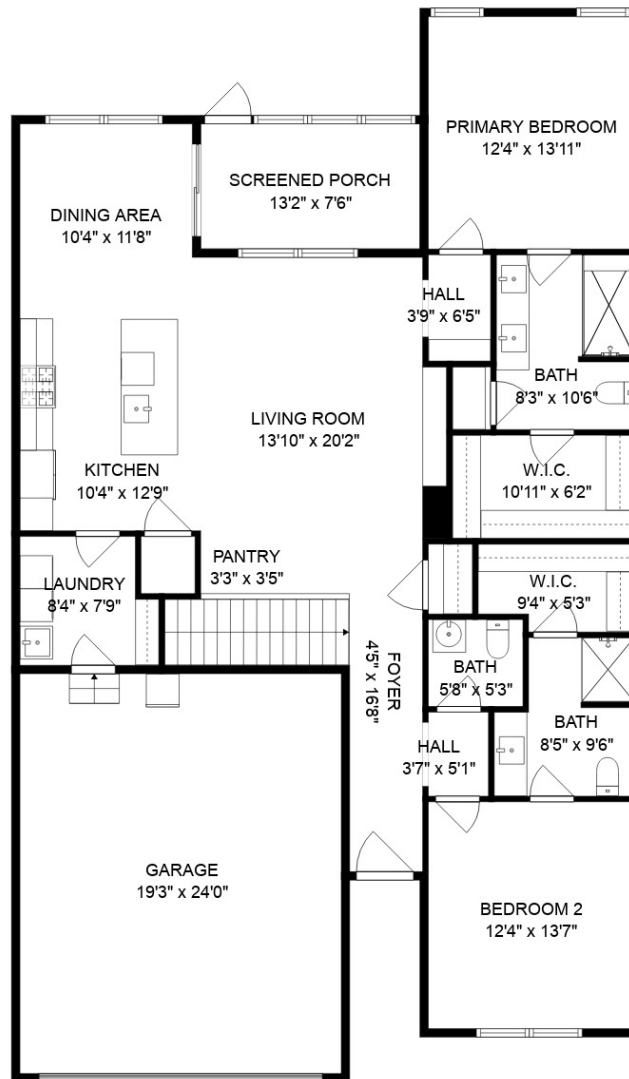 PRIMARY BEDROOM
12'4" x 13'11"
SCREENED PORCH
13'2" x 7'6"
DINING AREA
10'4" x 11'8"
HALL
3'9" x 6'5"
BATH
8'3" x 10'6"
LIVING ROOM
13'10" x 20'2"
KITCHEN
10'4" x 12'9"
W.I.C.
10'11" x 6'2"
PANTRY
3'3" x 3'5"
LAUNDRY
8'4" x 7'9"
W.I.C.
9'4" x 5'3"
FOYER
4'5" x 16'8"
BATH
5'8" x 5'3"
BATH
8'5" x 9'6"
HALL
3'7" x 5'1"
GARAGE
19'3" x 24'0"
BEDROOM 2
12'4" x 13'7"